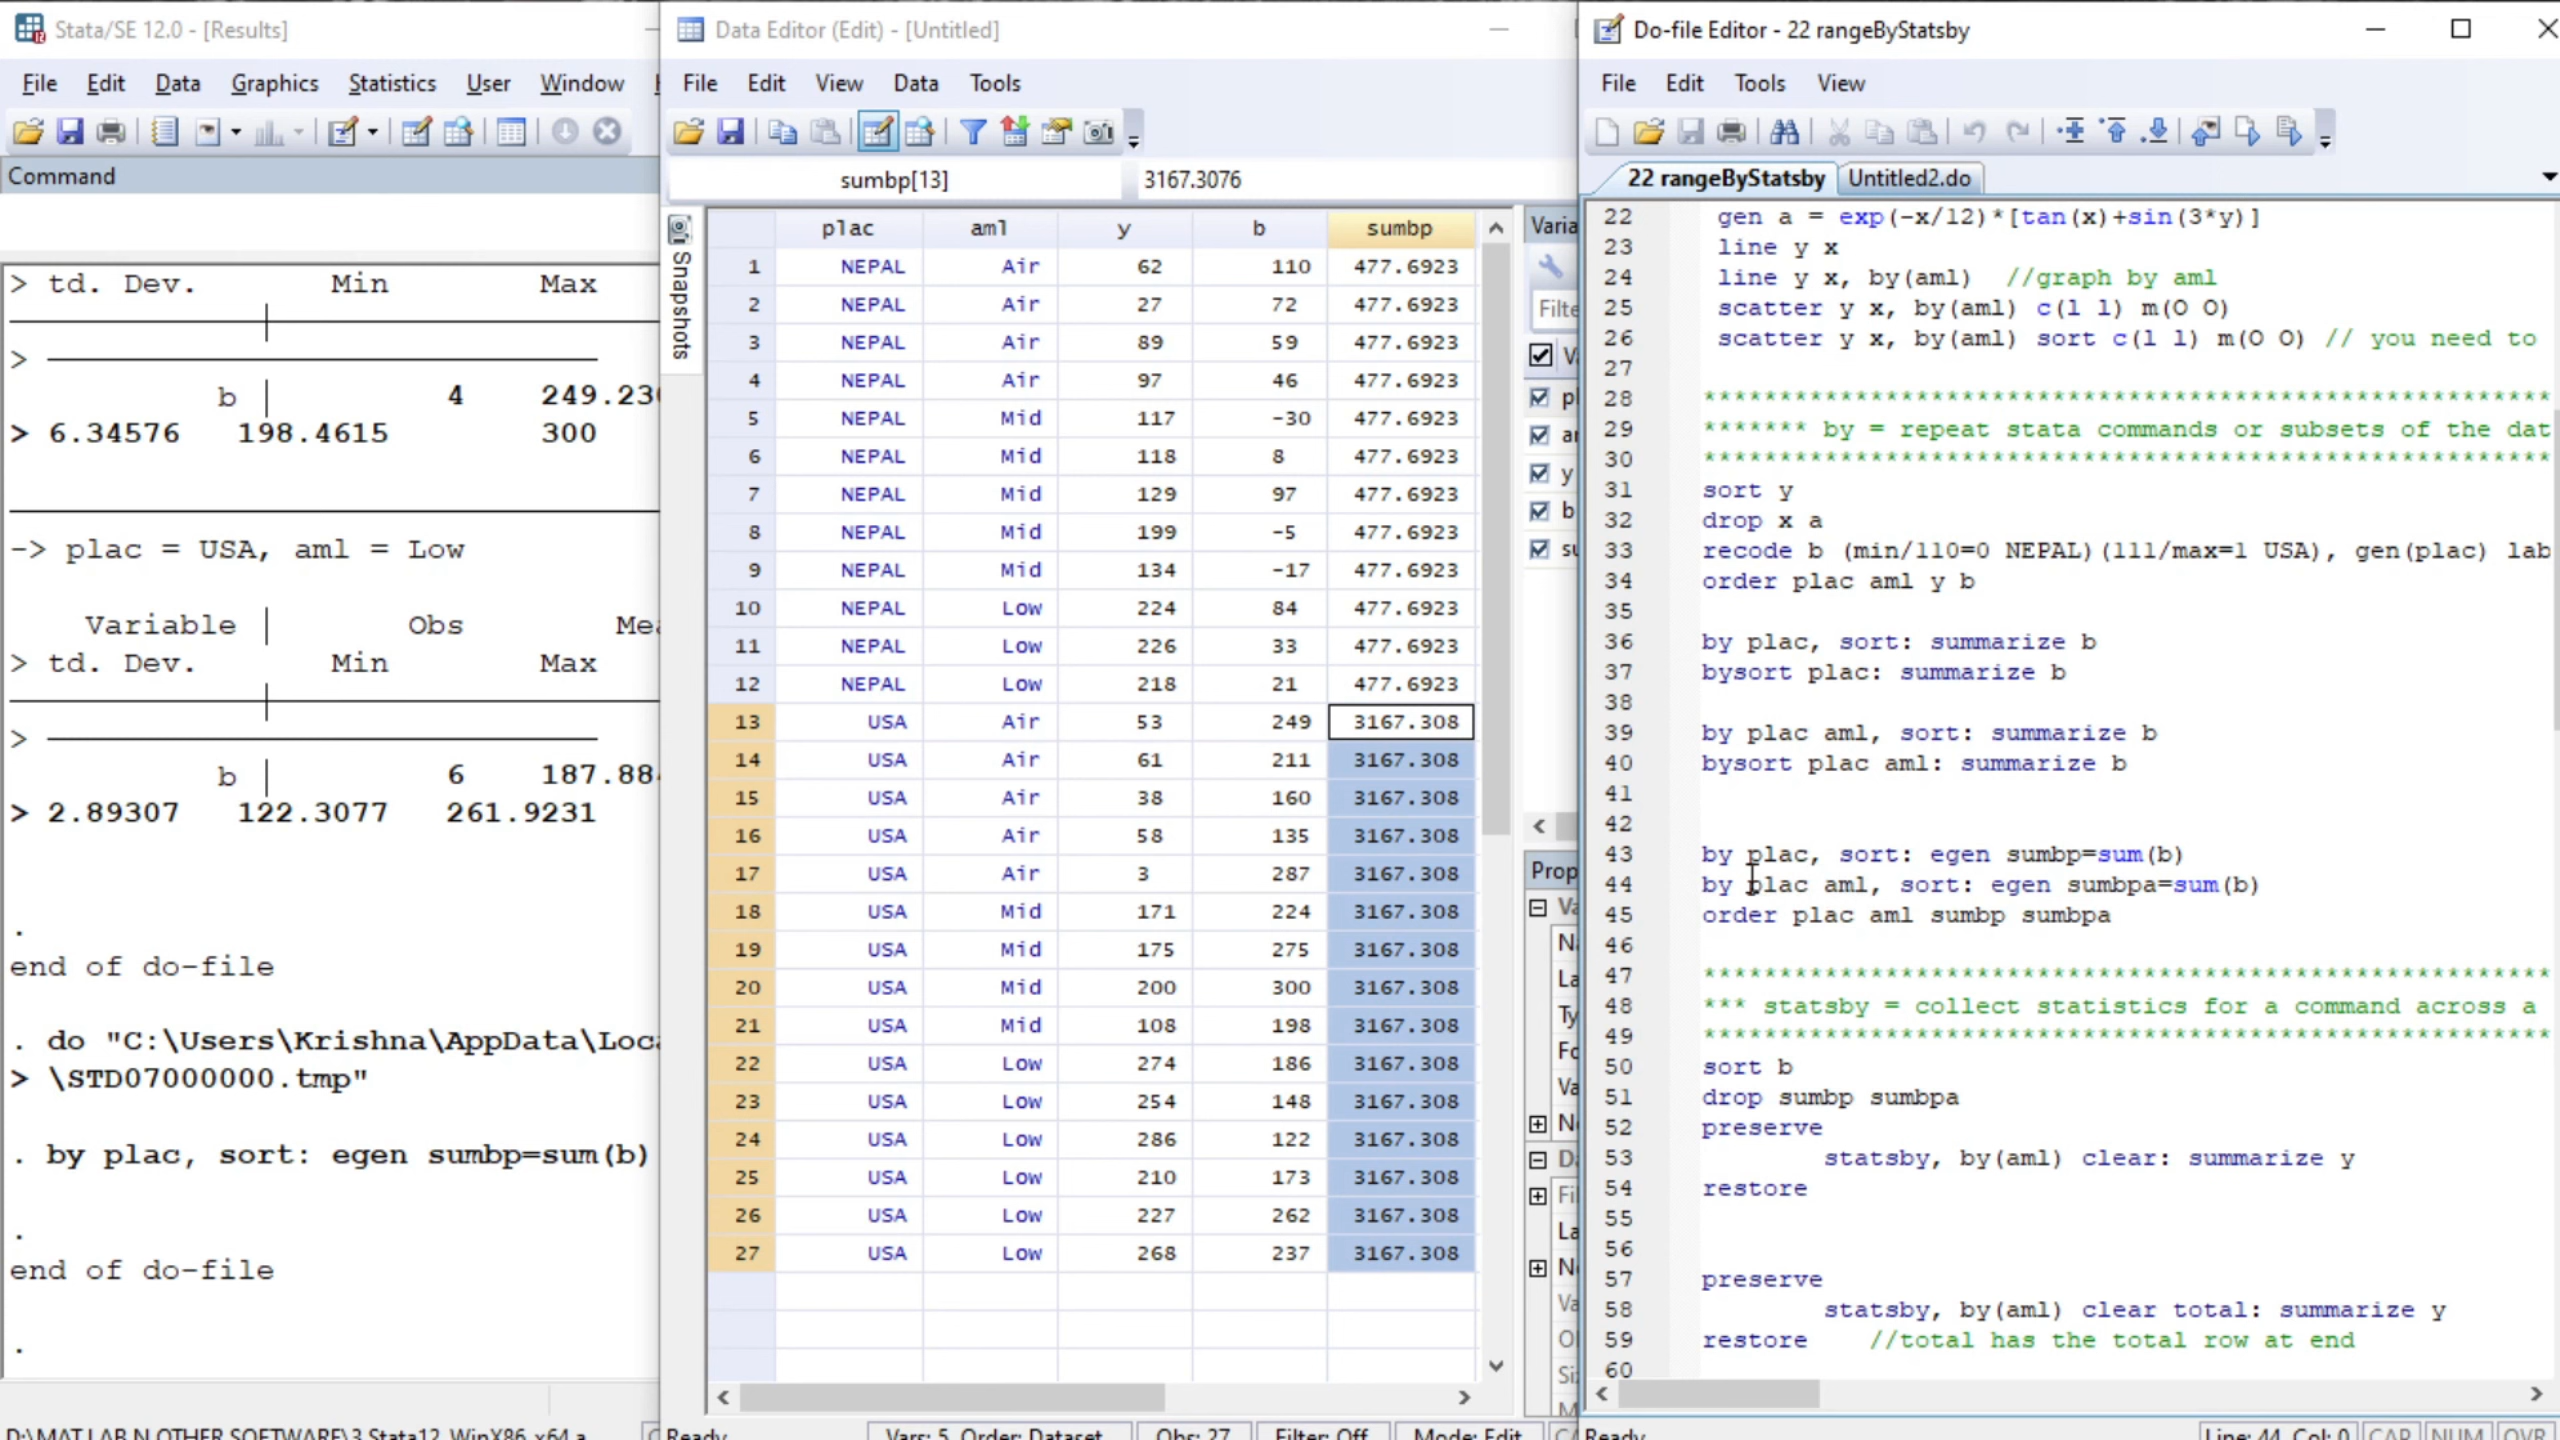 Stata/SE 12.0 - [Results]
File Edit Data Graphics Statistics User Window
Command
> td. Dev. Min Max
>
b | 4 249.230
> 6.34576 198.4615 300
-> plac = USA, aml = Low
Variable | Obs
> td. Dev. Min Max
>
b | 6 187.884
> 2.89307 122.3077 261.9231
.
end of do-file
. do "C:\Users\Krishna\AppData\Loca
> \STD07000000.tmp"
. by plac, sort: egen sumbp=sum(b)
.
end of do-file
.
Data Editor (Edit) - [Untitled]
File Edit View Data Tools
sumbp[13] 3167.3076
Snapshots
plac aml y b sumbp
1 NEPAL Air 62 110 477.6923
2 NEPAL Air 27 72 477.6923
3 NEPAL Air 89 59 477.6923
4 NEPAL Air 97 46 477.6923
5 NEPAL Mid 117 -30 477.6923
6 NEPAL Mid 118 8 477.6923
7 NEPAL Mid 129 97 477.6923
8 NEPAL Mid 199 -5 477.6923
9 NEPAL Mid 134 -17 477.6923
10 NEPAL Low 224 84 477.6923
11 NEPAL Low 226 33 477.6923
12 NEPAL Low 218 21 477.6923
13 USA Air 53 249 3167.308
14 USA Air 61 211 3167.308
15 USA Air 38 160 3167.308
16 USA Air 58 135 3167.308
17 USA Air 3 287 3167.308
18 USA Mid 171 224 3167.308
19 USA Mid 175 275 3167.308
20 USA Mid 200 300 3167.308
21 USA Mid 108 198 3167.308
22 USA Low 274 186 3167.308
23 USA Low 254 148 3167.308
24 USA Low 286 122 3167.308
25 USA Low 210 173 3167.308
26 USA Low 227 262 3167.308
27 USA Low 268 237 3167.308
Ready Vars: 5 Order: Dataset Obs: 27 Filter: Off Mode: Edit
Varia
Filte
y
b
Prop
Do-file Editor - 22 rangeByStatsby
File Edit Tools View
22 rangeByStatsby Untitled2.do
22 gen a = exp(-x/12)*[tan(x)+sin(3*y)]
23 line y x
24 line y x, by(aml) //graph by aml
25 scatter y x, by(aml) c(l l) m(O O)
26 scatter y x, by(aml) sort c(l l) m(O O) // you need to
27
28 ********************************************************
29 ******* by = repeat stata commands or subsets of the dat
30 ********************************************************
31 sort y
32 drop x a
33 recode b (min/110=0 NEPAL)(111/max=1 USA), gen(plac) lab
34 order plac aml y b
35
36 by plac, sort: summarize b
37 bysort plac: summarize b
38
39 by plac aml, sort: summarize b
40 bysort plac aml: summarize b
41
42
43 by plac, sort: egen sumbp=sum(b)
44 by plac aml, sort: egen sumbpa=sum(b)
45 order plac aml sumbp sumbpa
46
47 ********************************************************
48 *** statsby = collect statistics for a command across a
49 ********************************************************
50 sort b
51 drop sumbp sumbpa
52 preserve
53 statsby, by(aml) clear: summarize y
54 restore
55
56
57 preserve
58 statsby, by(aml) clear total: summarize y
59 restore //total has the total row at end
60
Ready Line: 44, Col: 0 CAP NUM OVR